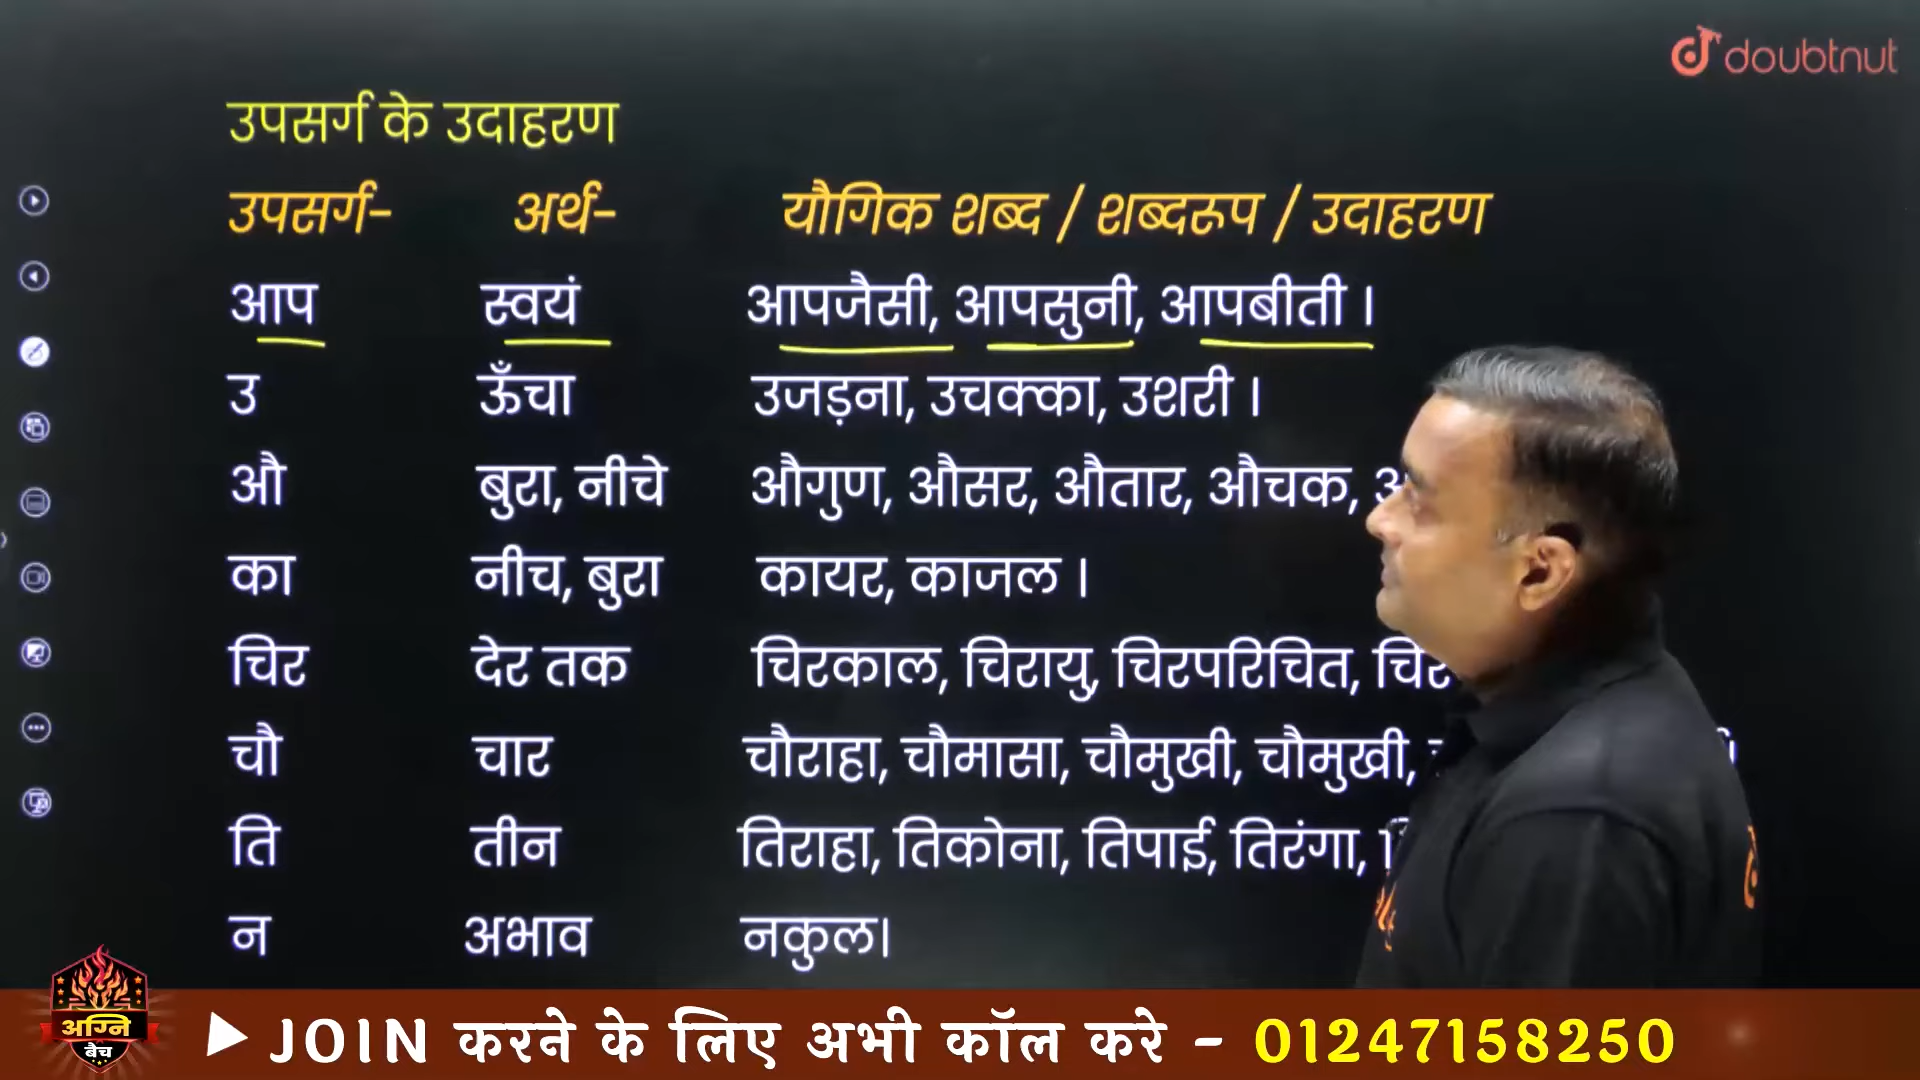 doubtnut
उपसर्ग के उदाहरण
उपसर्ग- अर्थ- यौगिक शब्द / शब्दरूप / उदाहरण
आप स्वयं आपजैसी, आपसुनी, आपबीती ।
उ ऊँचा उजड़ना, उचक्का, उशरी ।
औ बुरा, नीचे औगुण, औसर, औतार, औचक,
का नीच, बुरा कायर, काजल ।
चिर देर तक चिरकाल, चिरायु, चिरपरिचित,
चौ चार चौराहा, चौमासा, चौमुखी, चौमुखी,
ति तीन तिराहा, तिकोना, तिपाई, तिरंगा,
न अभाव नकुल।
अग्नि
बैच
JOIN करने के लिए अभी कॉल करे - 01247158250